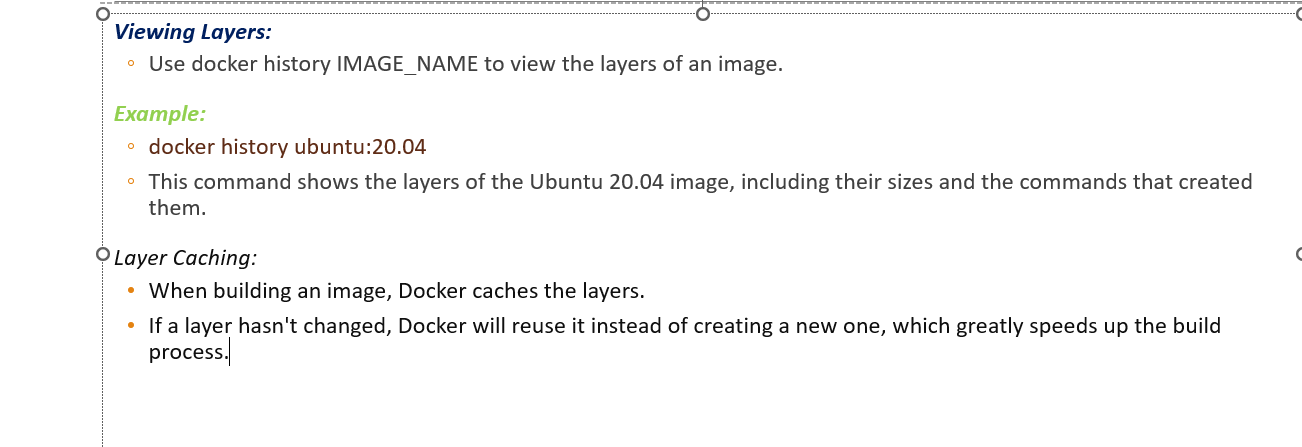 Viewing Layers:
Use docker history IMAGE_NAME to view the layers of an image.
Example:
docker history ubuntu:20.04
This command shows the layers of the Ubuntu 20.04 image, including their sizes and the commands that created
them.
Layer Caching:
When building an image, Docker caches the layers.
If a layer hasn't changed, Docker will reuse it instead of creating a new one, which greatly speeds up the build
process.